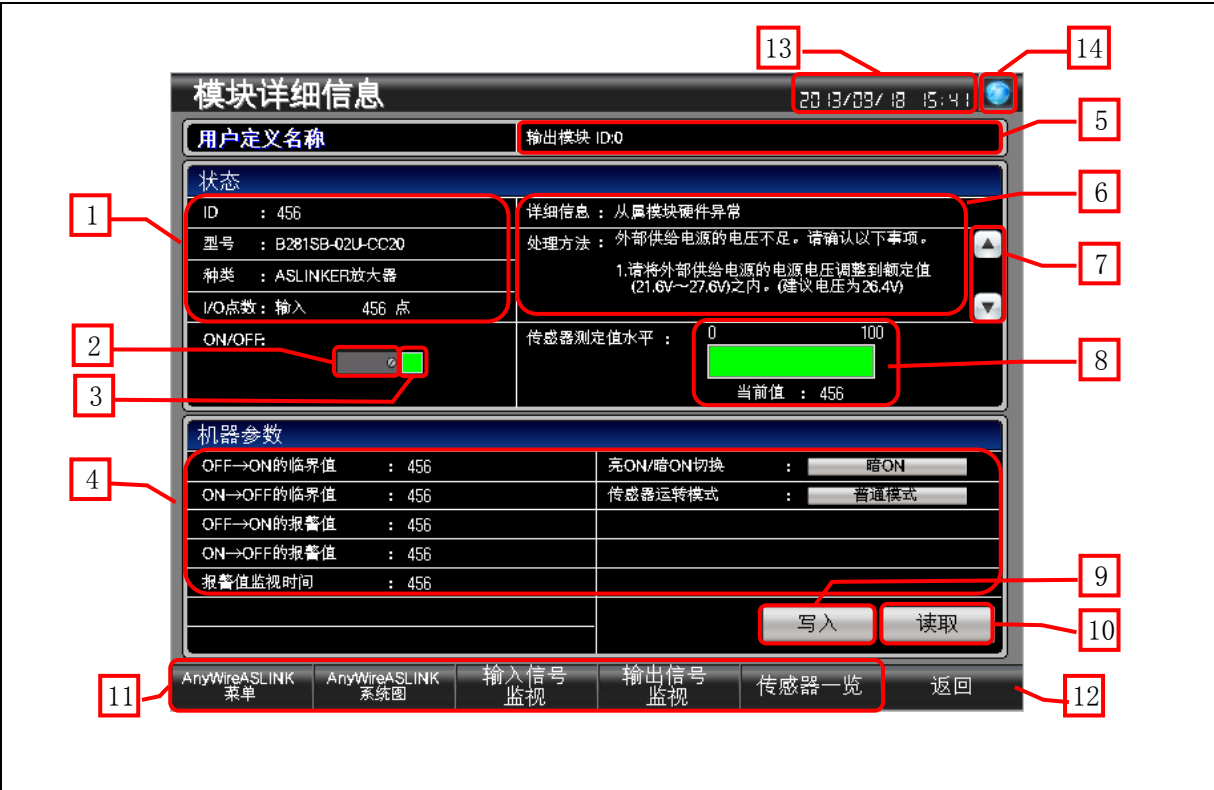 13
14
模块详细信息
2013/09/18 15:41
用户定义名称
输出模块 ID:0
5
状态
1
6
ID : 456
详细信息 : 从属模块硬件异常
型号 : B281SB-02U-CC20
处理方法 : 外部供给电源的电压不足。请确认以下事项。
种类 : ASLINKER放大器
1.请将外部供给电源的电源电压调整到额定值
(21.6V～27.6V)之内。(建议电压为26.4V)
7
I/O点数 : 输入 456 点
2
ON/OFF:
传感器测定值水平 :
0 100
8
3
当前值 : 456
机器参数
4
OFF→ON的临界值 : 456
亮ON/暗ON切换 : 暗ON
ON→OFF的临界值 : 456
传感器运转模式 : 普通模式
OFF→ON的报警值 : 456
ON→OFF的报警值 : 456
报警值监视时间 : 456
9
写入
读取
10
11
AnyWireASLINK
菜单
AnyWireASLINK
系统图
输入信号
监视
输出信号
监视
传感器一览
返回
12